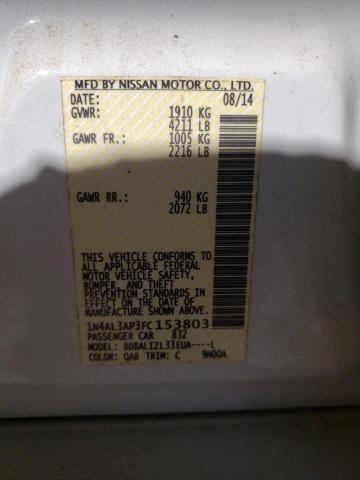 MFD BY NISSAN MOTOR CO., LTD.
DATE: 08/14
GVWR: 1910 KG
4211 LB
GAWR FR.: 1005 KG
2216 LB
GAWR RR.: 940 KG
2072 LB
THIS VEHICLE CONFORMS TO
ALL APPLICABLE FEDERAL
MOTOR VEHICLE SAFETY,
BUMPER, AND THEFT
PREVENTION STANDARDS IN
EFFECT ON THE DATE OF
MANUFACTURE SHOWN ABOVE.
1N4AL3AP3FC153803
PASSENGER CAR 832
MODEL: BDBALIZL33EUA----L
COLOR: QAB TRIM: C 9N00A